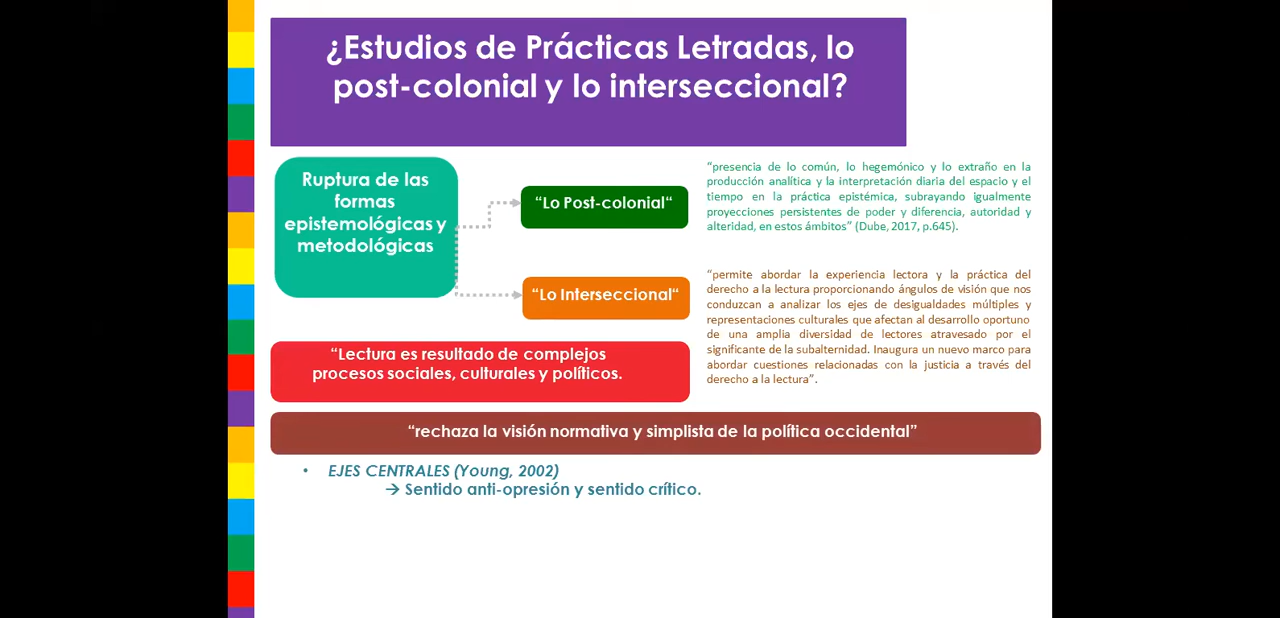 ¿Estudios de Prácticas Letradas, lo
post-colonial y lo interseccional?
Ruptura de las
formas
epistemológicas y
metodológicas
“Lo Post-colonial“
“presencia de lo común, lo hegemónico y lo extraño en la
producción analítica y la interpretación diaria del espacio y el
tiempo en la práctica epistémica, subrayando igualmente
proyecciones persistentes de poder y diferencia, autoridad y
alteridad, en estos ámbitos” (Dube, 2017, p.645).
“Lo Interseccional“
“permite abordar la experiencia lectora y la práctica del
derecho a la lectura proporcionando ángulos de visión que nos
conduzcan a analizar los ejes de desigualdades múltiples y
representaciones culturales que afectan al desarrollo oportuno
de una amplia diversidad de lectores atravesado por el
significante de la subalternidad. Inaugura un nuevo marco para
abordar cuestiones relacionadas con la justicia a través del
derecho a la lectura”.
“Lectura es resultado de complejos
procesos sociales, culturales y políticos.
“rechaza la visión normativa y simplista de la política occidental”
• EJES CENTRALES (Young, 2002)
→ Sentido anti-opresión y sentido crítico.